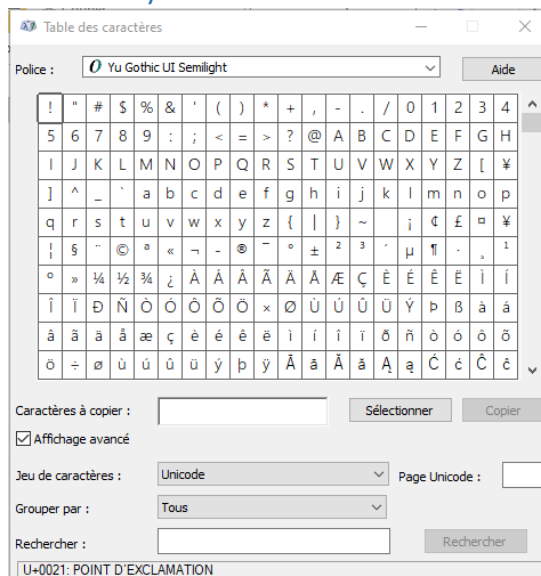 Table des caractères
Police : O Yu Gothic UI Semilight Aide
! " # $ % & ' ( ) * + , - . / 0 1 2 3 4
5 6 7 8 9 : ; < = > ? @ A B C D E F G H
I J K L M N O P Q R S T U V W X Y Z [ ¥
] ^ _ ` a b c d e f g h i j k l m n o p
q r s t u v w x y z { | } ~ ¡ ¢ £ ¤ ¥
¦ § ¨ © ª « ¬ - ® ¯ ° ± ² ³ ´ µ ¶ · ¸ ¹
º » ¼ ½ ¾ ¿ À Á Â Ã Ä Å Æ Ç È É Ê Ë Ì Í
Î Ï Ð Ñ Ò Ó Ô Õ Ö × Ø Ù Ú Û Ü Ý Þ ß à á
â ã ä å æ ç è é ê ë ì í î ï ð ñ ò ó ô õ
ö ÷ ø ù ú û ü ý þ ÿ Ā ā Ă ă Ą ą Ć ć Ĉ ĉ
Caractères à copier : Sélectionner Copier
Affichage avancé
Jeu de caractères : Unicode Page Unicode :
Grouper par : Tous
Rechercher : Rechercher
U+0021: POINT D'EXCLAMATION